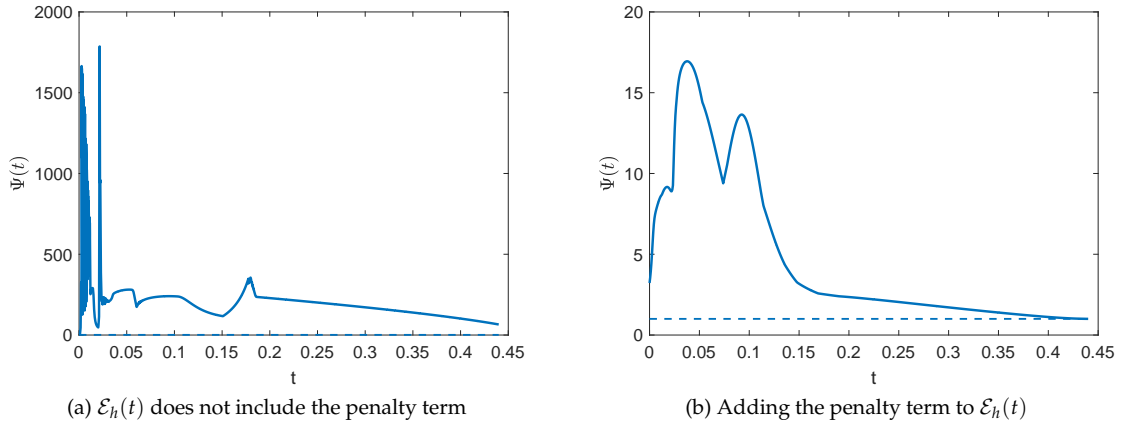 2000
1500
1000
500
0
Ψ(t)
0 0.05 0.1 0.15 0.2 0.25 0.3 0.35 0.4 0.45
t
(a) ℰh(t) does not include the penalty term
20
15
10
5
0
Ψ(t)
0 0.05 0.1 0.15 0.2 0.25 0.3 0.35 0.4 0.45
t
(b) Adding the penalty term to ℰh(t)